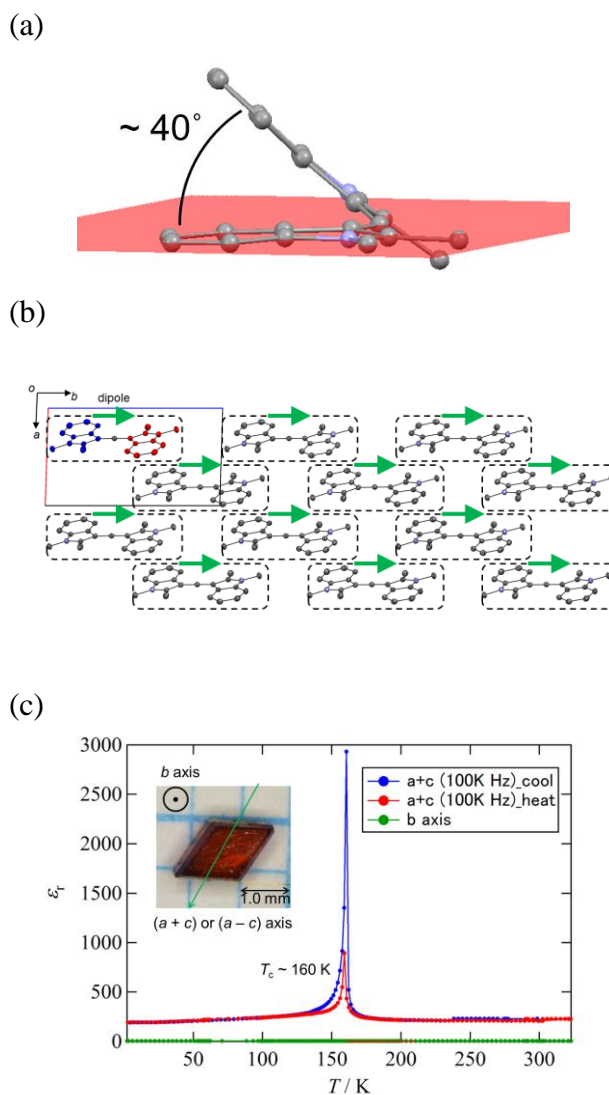 (a)
~ 40°
(b)
o
b
a
dipole
(c)
3000
2500
2000
1500
1000
500
0
εr
b axis
1.0 mm
(a + c) or (a – c) axis
Tc ~ 160 K
a+c (100K Hz)_cool
a+c (100K Hz)_heat
b axis
50
100
150
200
250
300
T / K